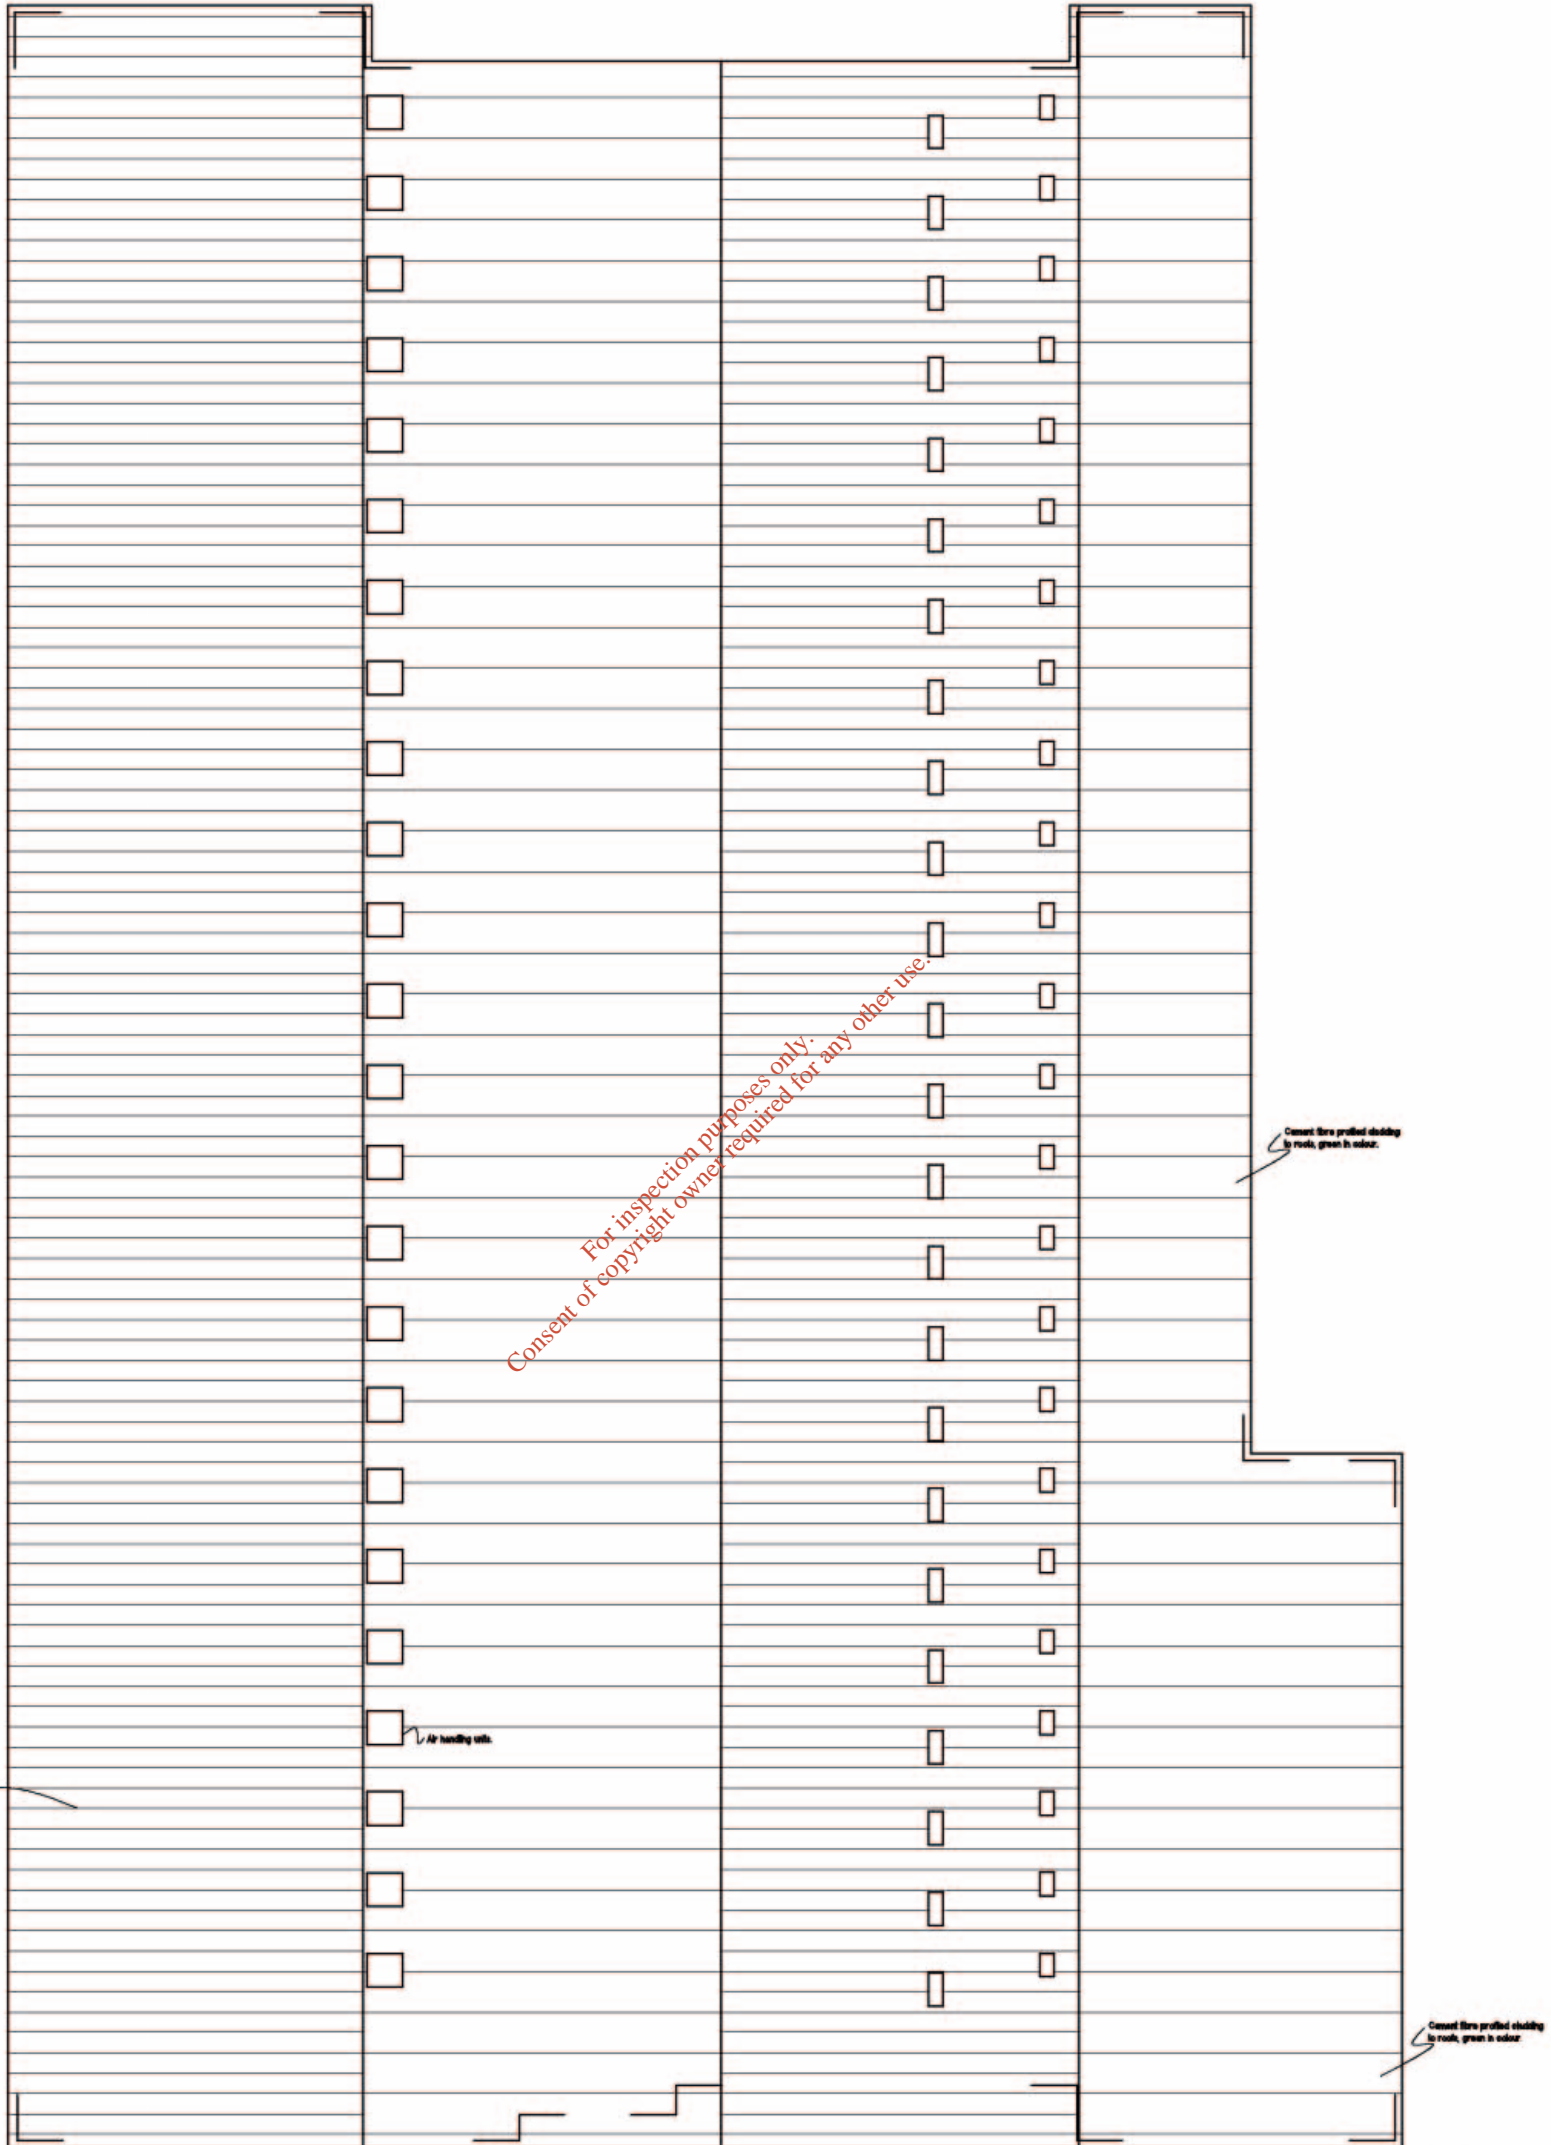 For inspection purposes only.
Consent of copyright owner required for any other use.
Cement fibre profiled cladding
to roofs, green in colour.
Air handling units.
Cement fibre profiled cladding
to roofs, green in colour